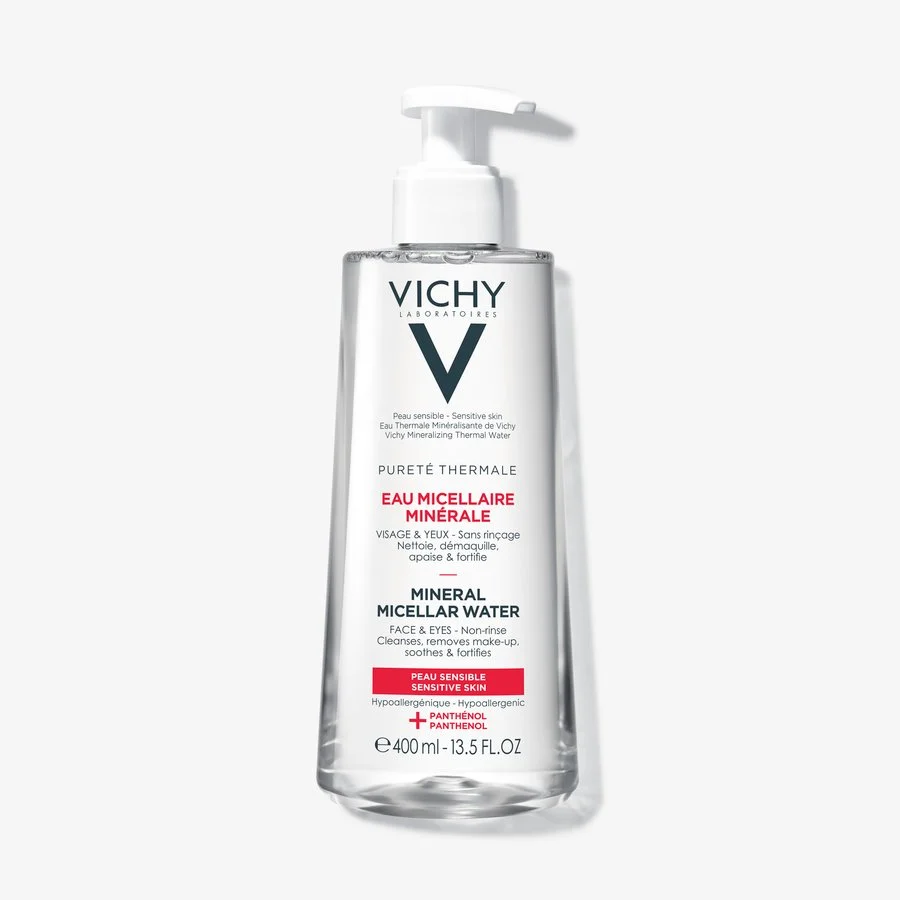 VICHY
LABORATOIRES
Peau sensible - Sensitive skin
Eau Thermale Minéralisante de Vichy
Vichy Mineralizing Thermal Water
PURETÉ THERMALE
EAU MICELLAIRE
MINÉRALE
VISAGE & YEUX - Sans rinçage
Nettoie, démaquille,
apaise & fortifie
MINERAL
MICELLAR WATER
FACE & EYES - Non-rinse
Cleanses, removes make-up,
soothes & fortifies
PEAU SENSIBLE
SENSITIVE SKIN
Hypoallergénique - Hypoallergenic
+ PANTHÉNOL
PANTHENOL
℮ 400 ml - 13.5 FL.OZ